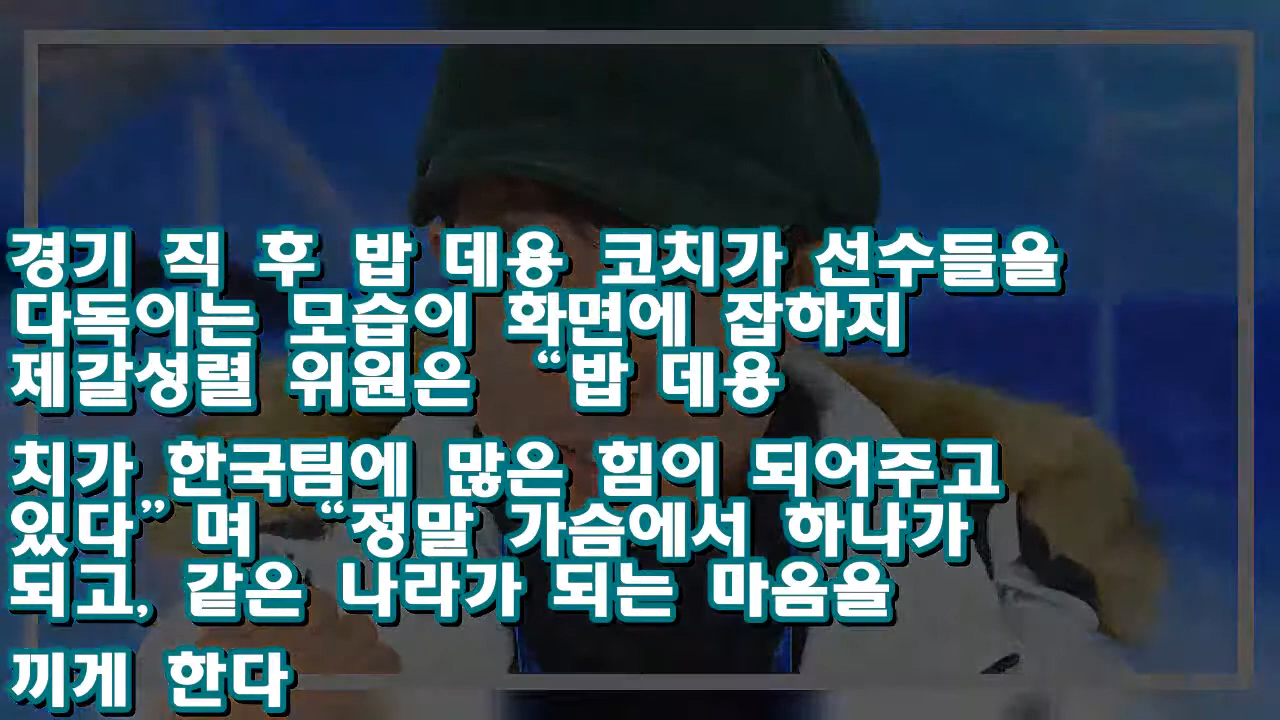 경기 직 후 밥 데용 코치가 선수들을
다독이는 모습이 화면에 잡하지
제갈성렬 위원은 “밥 데용
치가 한국팀에 많은 힘이 되어주고
있다” 며 “정말 가슴에서 하나가
되고, 같은 나라가 되는 마음을
끼게 한다